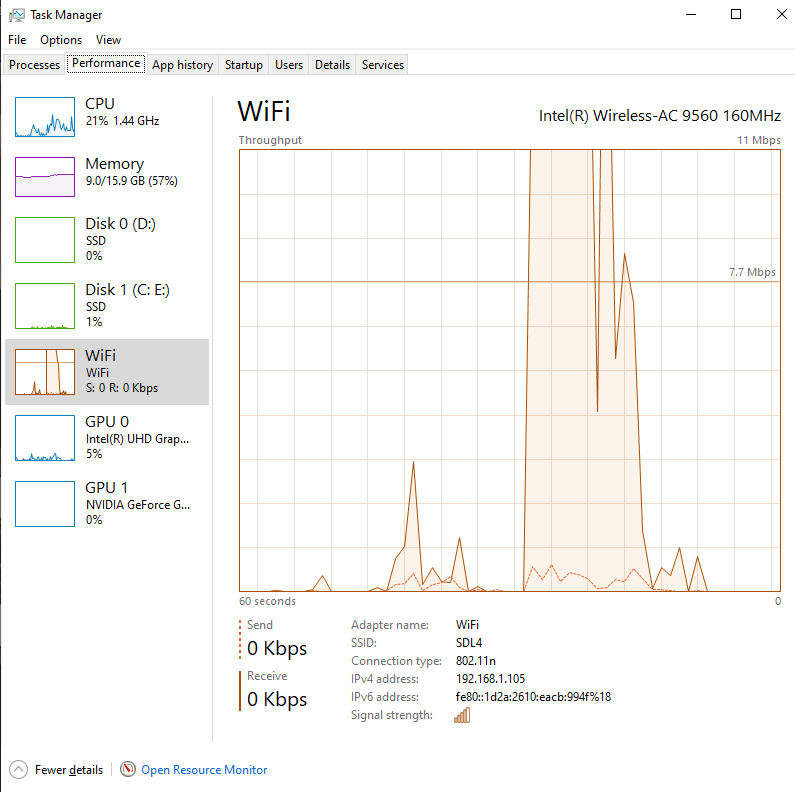 Task Manager
File Options View
Processes Performance App history Startup Users Details Services
CPU
21% 1.44 GHz
Memory
9.0/15.9 GB (57%)
Disk 0 (D:)
SSD
0%
Disk 1 (C: E:)
SSD
1%
WiFi
WiFi
S: 0 R: 0 Kbps
GPU 0
Intel(R) UHD Grap...
5%
GPU 1
NVIDIA GeForce G...
0%
WiFi
Intel(R) Wireless-AC 9560 160MHz
Throughput
11 Mbps
7.7 Mbps
60 seconds
0
Send
0 Kbps
Receive
0 Kbps
Adapter name: WiFi
SSID: SDL4
Connection type: 802.11n
IPv4 address: 192.168.1.105
IPv6 address: fe80::1d2a:2610:eacb:994f%18
Signal strength:
Fewer details
Open Resource Monitor